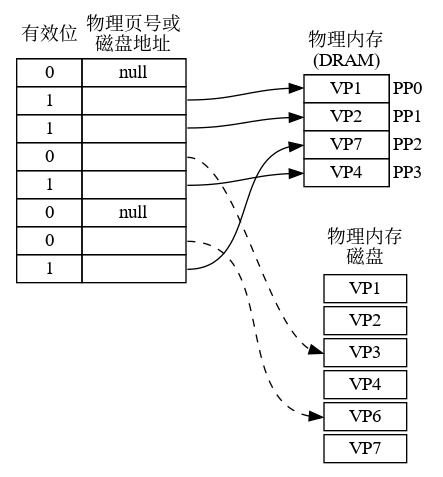 有效位
物理页号或
磁盘地址
0 null
1
1
0
1
0 null
0
1
物理内存
(DRAM)
VP1 PP0
VP2 PP1
VP7 PP2
VP4 PP3
物理内存
磁盘
VP1
VP2
VP3
VP4
VP6
VP7